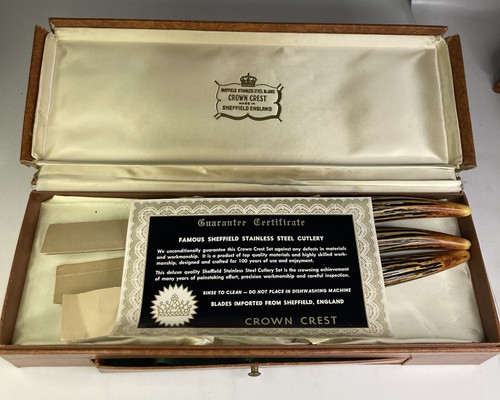 SHEFFIELD STAINLESS STEEL BLADES
CROWN CREST
MADE IN
SHEFFIELD ENGLAND
Guarantee Certificate
FAMOUS SHEFFIELD STAINLESS STEEL CUTLERY
We unconditionally guarantee this Crown Crest Set against any defects in materials
and workmanship. It is a product of top quality materials and highly skilled work-
manship, designed and crafted for 100 years of use and enjoyment.
This deluxe quality Sheffield Stainless Steel Cutlery Set is the crowning achievement
of many years of painstaking effort, precision workmanship and careful inspection.
RINSE TO CLEAN — DO NOT PLACE IN DISHWASHING MACHINE
BLADES IMPORTED FROM SHEFFIELD, ENGLAND
CROWN CREST